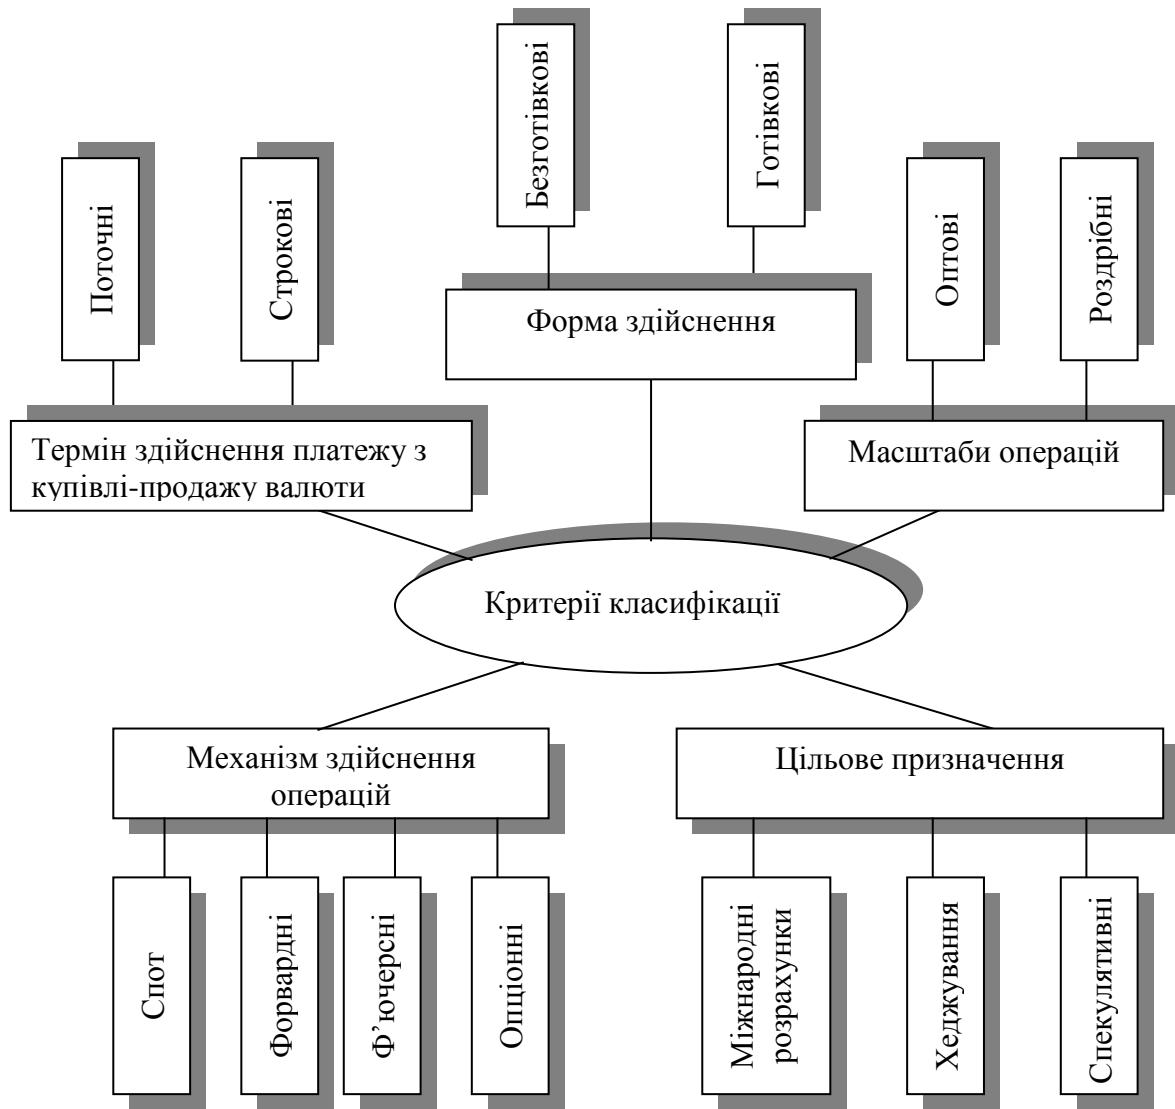 Безготівкові
Готівкові
Поточні
Строкові
Оптові
Роздрібні
Форма здійснення
Термін здійснення платежу з
купівлі-продажу валюти
Масштаби операцій
Критерії класифікації
Механізм здійснення
операцій
Цільове призначення
Спот
Форвардні
Ф’ючерсні
Опціонні
Міжнародні
розрахунки
Хеджування
Спекулятивні